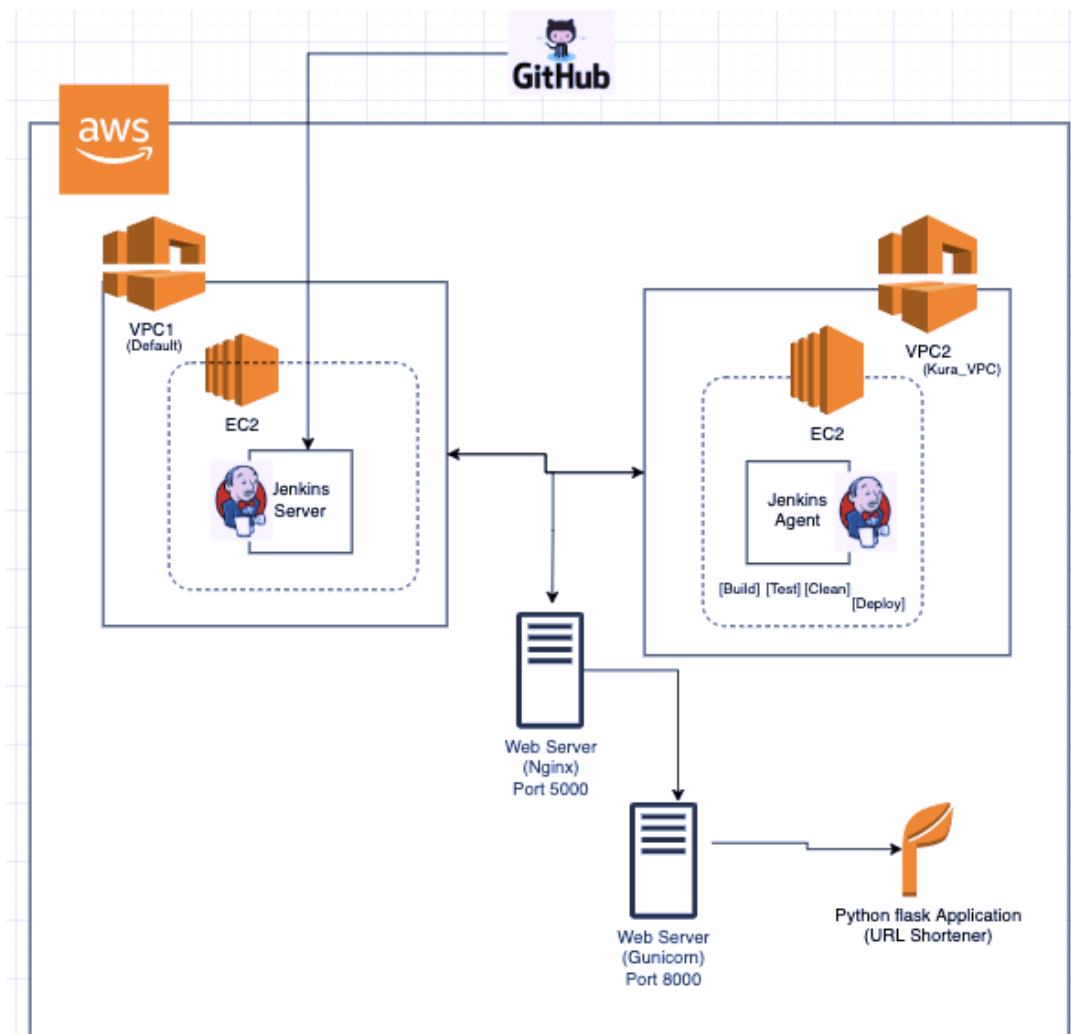 GitHub
aws
VPC1
(Default)
EC2
Jenkins
Server
VPC2
(Kura_VPC)
EC2
Jenkins
Agent
[Build] [Test] [Clean]
[Deploy]
Web Server
(Nginx)
Port 5000
Web Server
(Gunicorn)
Port 8000
Python flask Application
(URL Shortener)